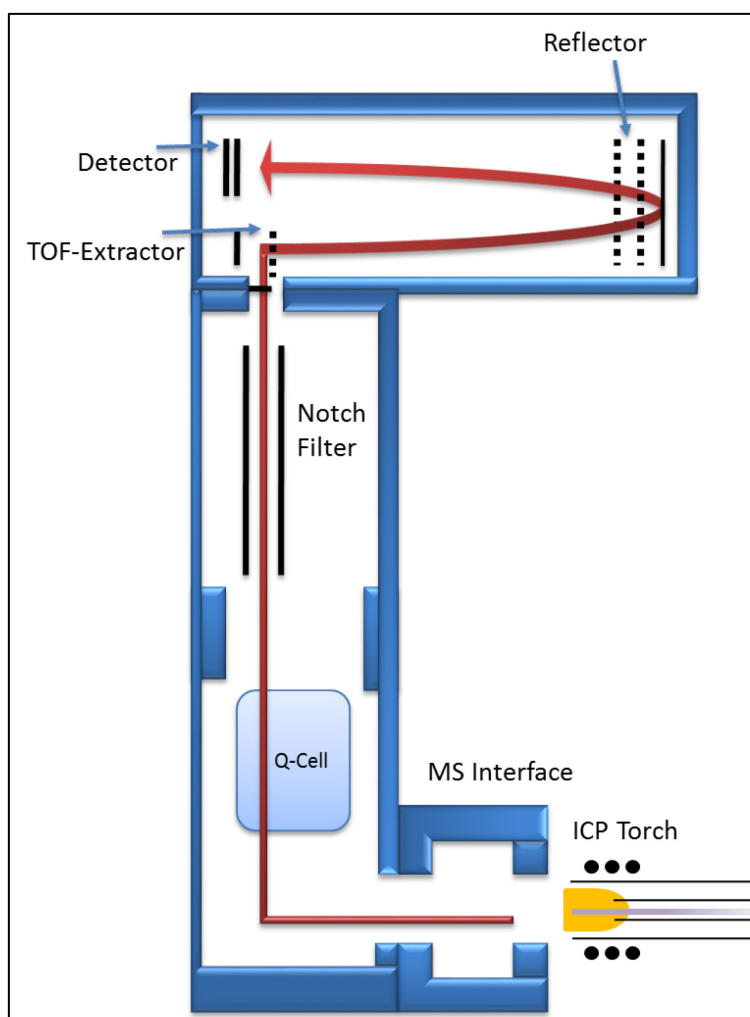 Reflector
Detector
TOF-Extractor
Notch
Filter
Q-Cell
MS Interface
ICP Torch